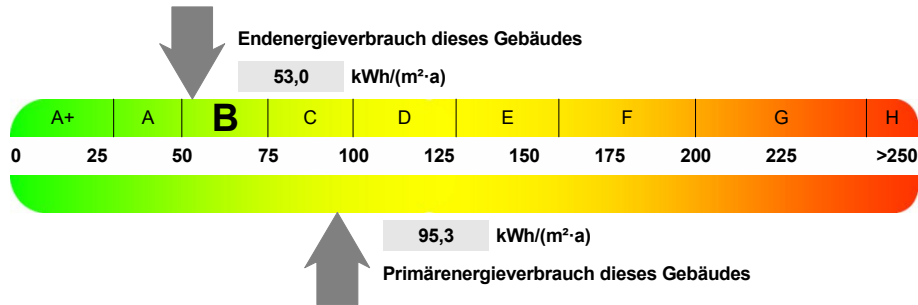 Endenergieverbrauch dieses Gebäudes
53,0 kWh/(m²·a)
A+ A B C D E F G H
0 25 50 75 100 125 150 175 200 225 >250
95,3 kWh/(m²·a)
Primärenergieverbrauch dieses Gebäudes